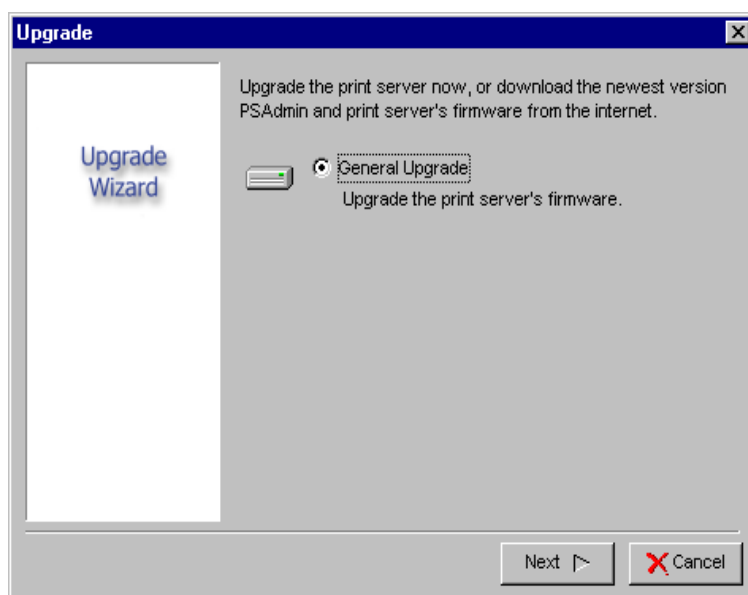 Upgrade
Upgrade the print server now, or download the newest version
PSAdmin and print server's firmware from the internet.
Upgrade
Wizard
General Upgrade
Upgrade the print server's firmware.
Next
Cancel